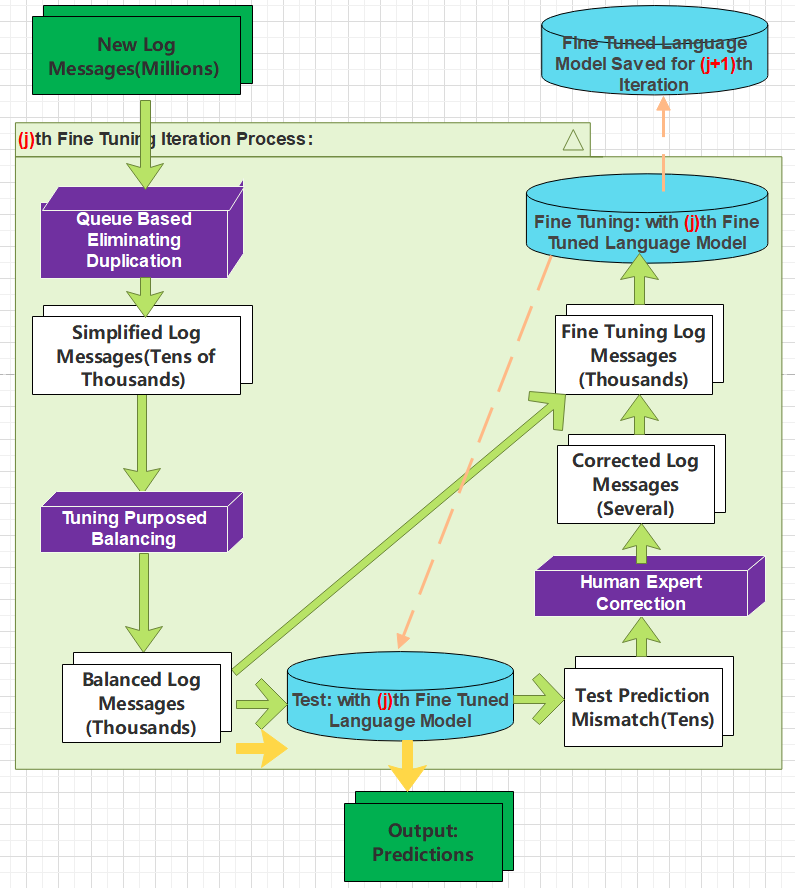 New Log
Messages(Millions)
Fine Tuned Language
Model Saved for (j+1)th
Iteration
(j)th Fine Tuning Iteration Process:
Queue Based
Eliminating
Duplication
Fine Tuning: with (j)th Fine
Tuned Language Model
Simplified Log
Messages(Tens of
Thousands)
Fine Tuning Log
Messages
(Thousands)
Corrected Log
Messages
(Several)
Tuning Purposed
Balancing
Human Expert
Correction
Balanced Log
Messages
(Thousands)
Test: with (j)th Fine Tuned
Language Model
Test Prediction
Mismatch(Tens)
Output:
Predictions